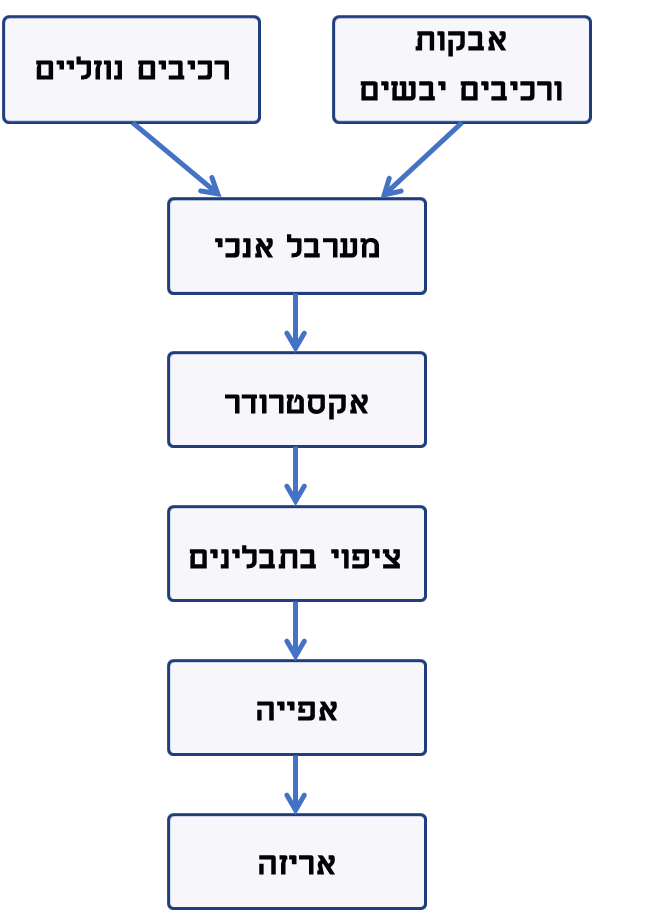 אבקות
ורכיבים יבשים
רכיבים נוזליים
מערבל אנכי
אקסטרודר
ציפוי בתבלינים
אפייה
אריזה